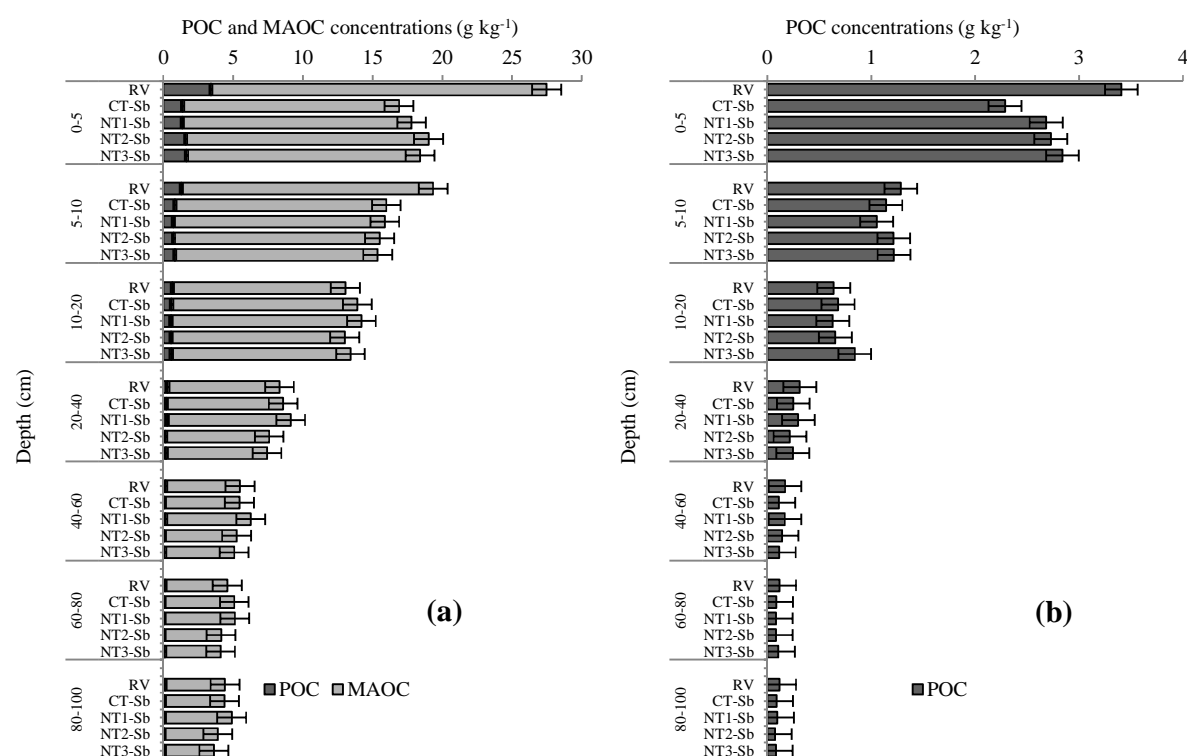 POC and MAOC concentrations (g kg⁻¹)
0 5 10 15 20 25 30
Depth (cm)
0-5
RV
CT-Sb
NT1-Sb
NT2-Sb
NT3-Sb
5-10
RV
CT-Sb
NT1-Sb
NT2-Sb
NT3-Sb
10-20
RV
CT-Sb
NT1-Sb
NT2-Sb
NT3-Sb
20-40
RV
CT-Sb
NT1-Sb
NT2-Sb
NT3-Sb
40-60
RV
CT-Sb
NT1-Sb
NT2-Sb
NT3-Sb
60-80
RV
CT-Sb
NT1-Sb
NT2-Sb
NT3-Sb
80-100
RV
CT-Sb
NT1-Sb
NT2-Sb
NT3-Sb
(a)
POC MAOC
POC concentrations (g kg⁻¹)
0 1 2 3 4
Depth (cm)
0-5
RV
CT-Sb
NT1-Sb
NT2-Sb
NT3-Sb
5-10
RV
CT-Sb
NT1-Sb
NT2-Sb
NT3-Sb
10-20
RV
CT-Sb
NT1-Sb
NT2-Sb
NT3-Sb
20-40
RV
CT-Sb
NT1-Sb
NT2-Sb
NT3-Sb
40-60
RV
CT-Sb
NT1-Sb
NT2-Sb
NT3-Sb
60-80
RV
CT-Sb
NT1-Sb
NT2-Sb
NT3-Sb
80-100
RV
CT-Sb
NT1-Sb
NT2-Sb
NT3-Sb
(b)
POC